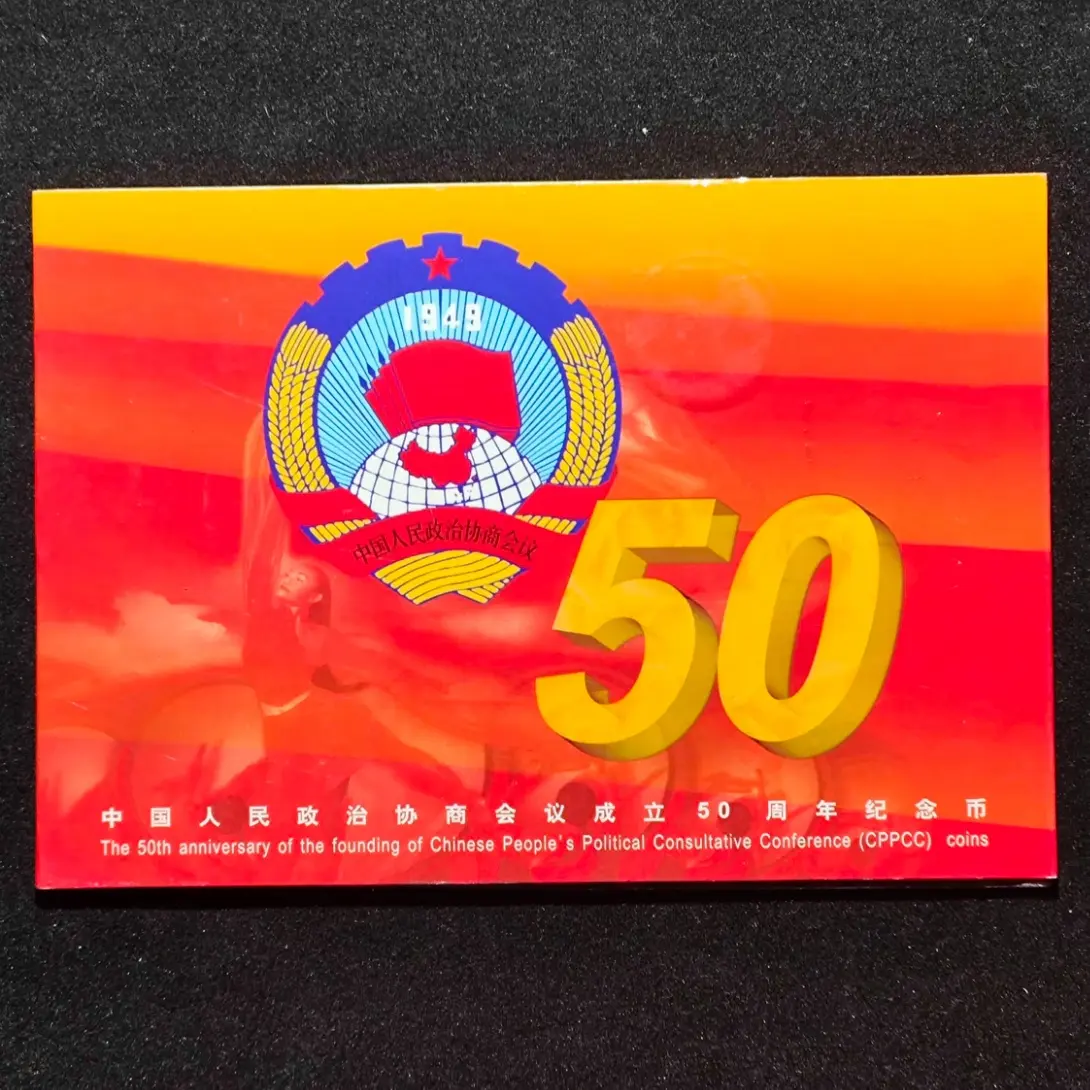 1949
中国人民政治协商会议
50
中国人民政治协商会议成立50周年纪念币
The 50th anniversary of the founding of Chinese People's Political Consultative Conference (CPPCC) coins